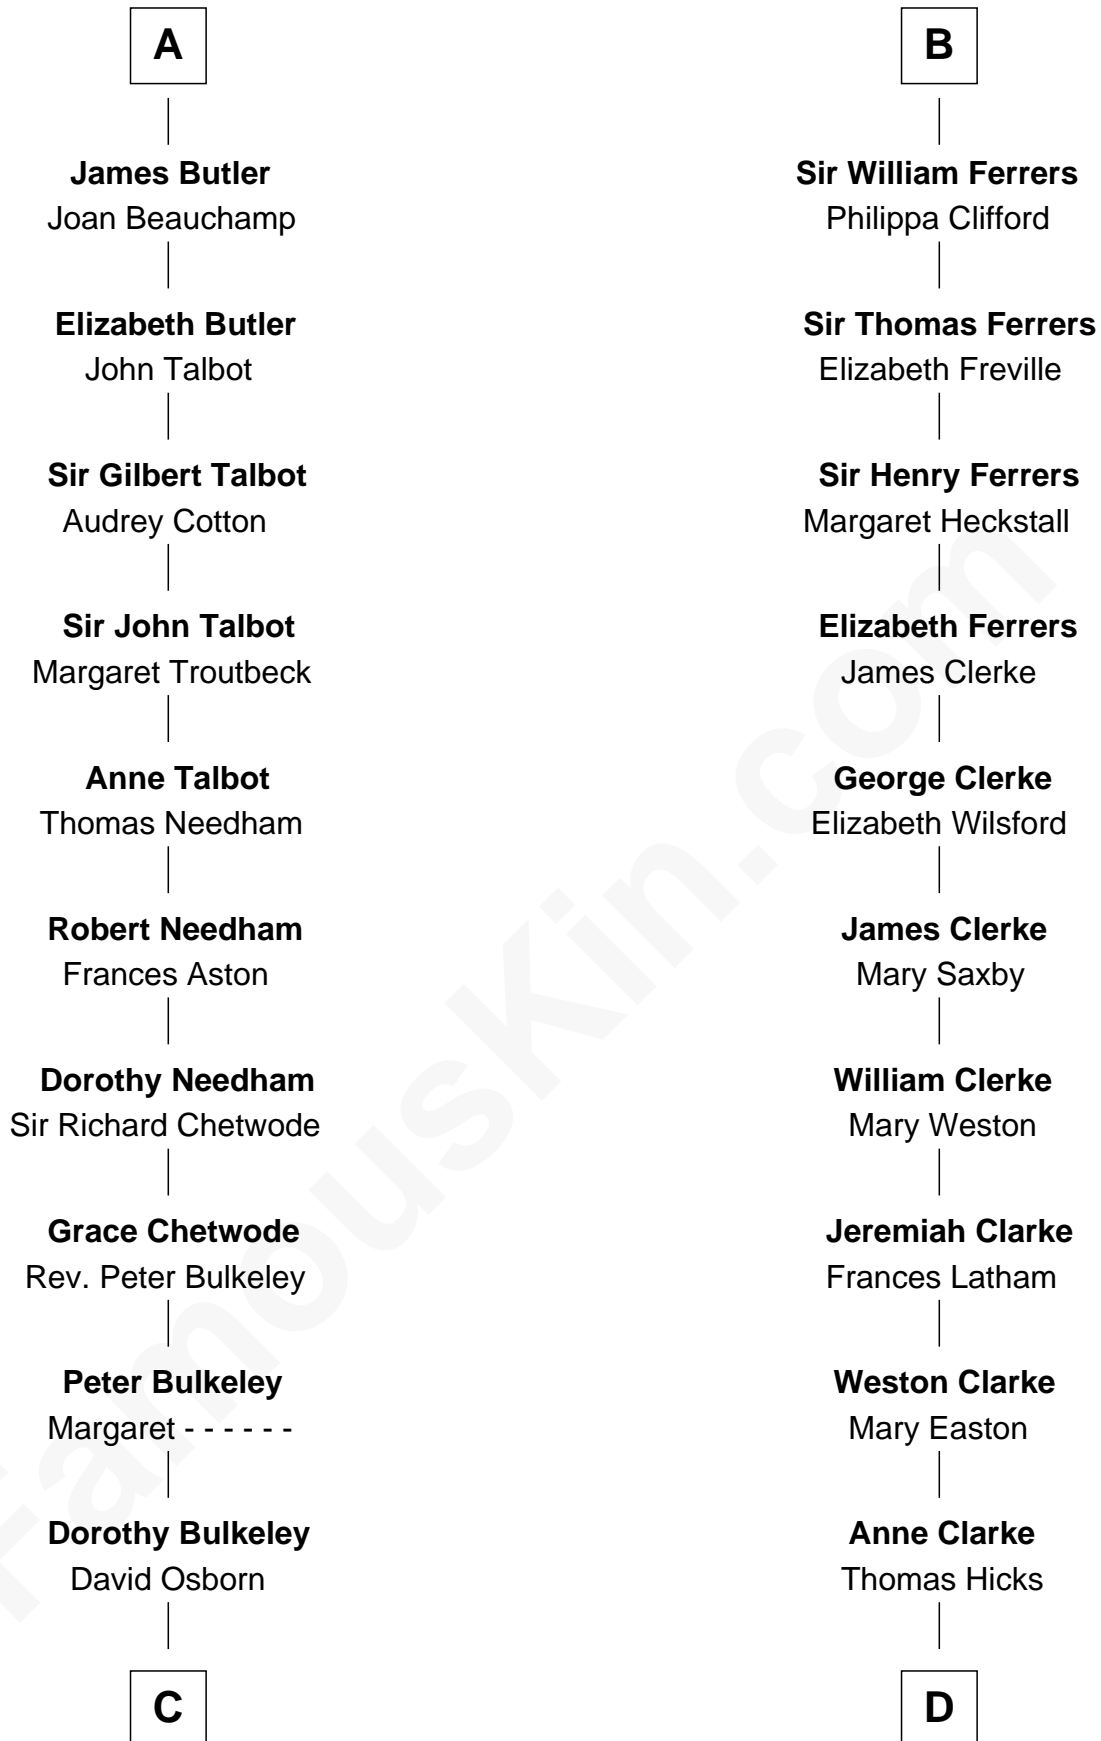 A
James Butler
Joan Beauchamp
Elizabeth Butler
John Talbot
Sir Gilbert Talbot
Audrey Cotton
Sir John Talbot
Margaret Troutbeck
Anne Talbot
Thomas Needham
Robert Needham
Frances Aston
Dorothy Needham
Sir Richard Chetwode
Grace Chetwode
Rev. Peter Bulkeley
Peter Bulkeley
Margaret - - - - - -
Dorothy Bulkeley
David Osborn
C
B
Sir William Ferrers
Philippa Clifford
Sir Thomas Ferrers
Elizabeth Freville
Sir Henry Ferrers
Margaret Heckstall
Elizabeth Ferrers
James Clerke
George Clerke
Elizabeth Wilsford
James Clerke
Mary Saxby
William Clerke
Mary Weston
Jeremiah Clarke
Frances Latham
Weston Clarke
Mary Easton
Anne Clarke
Thomas Hicks
D
FamousKin.com